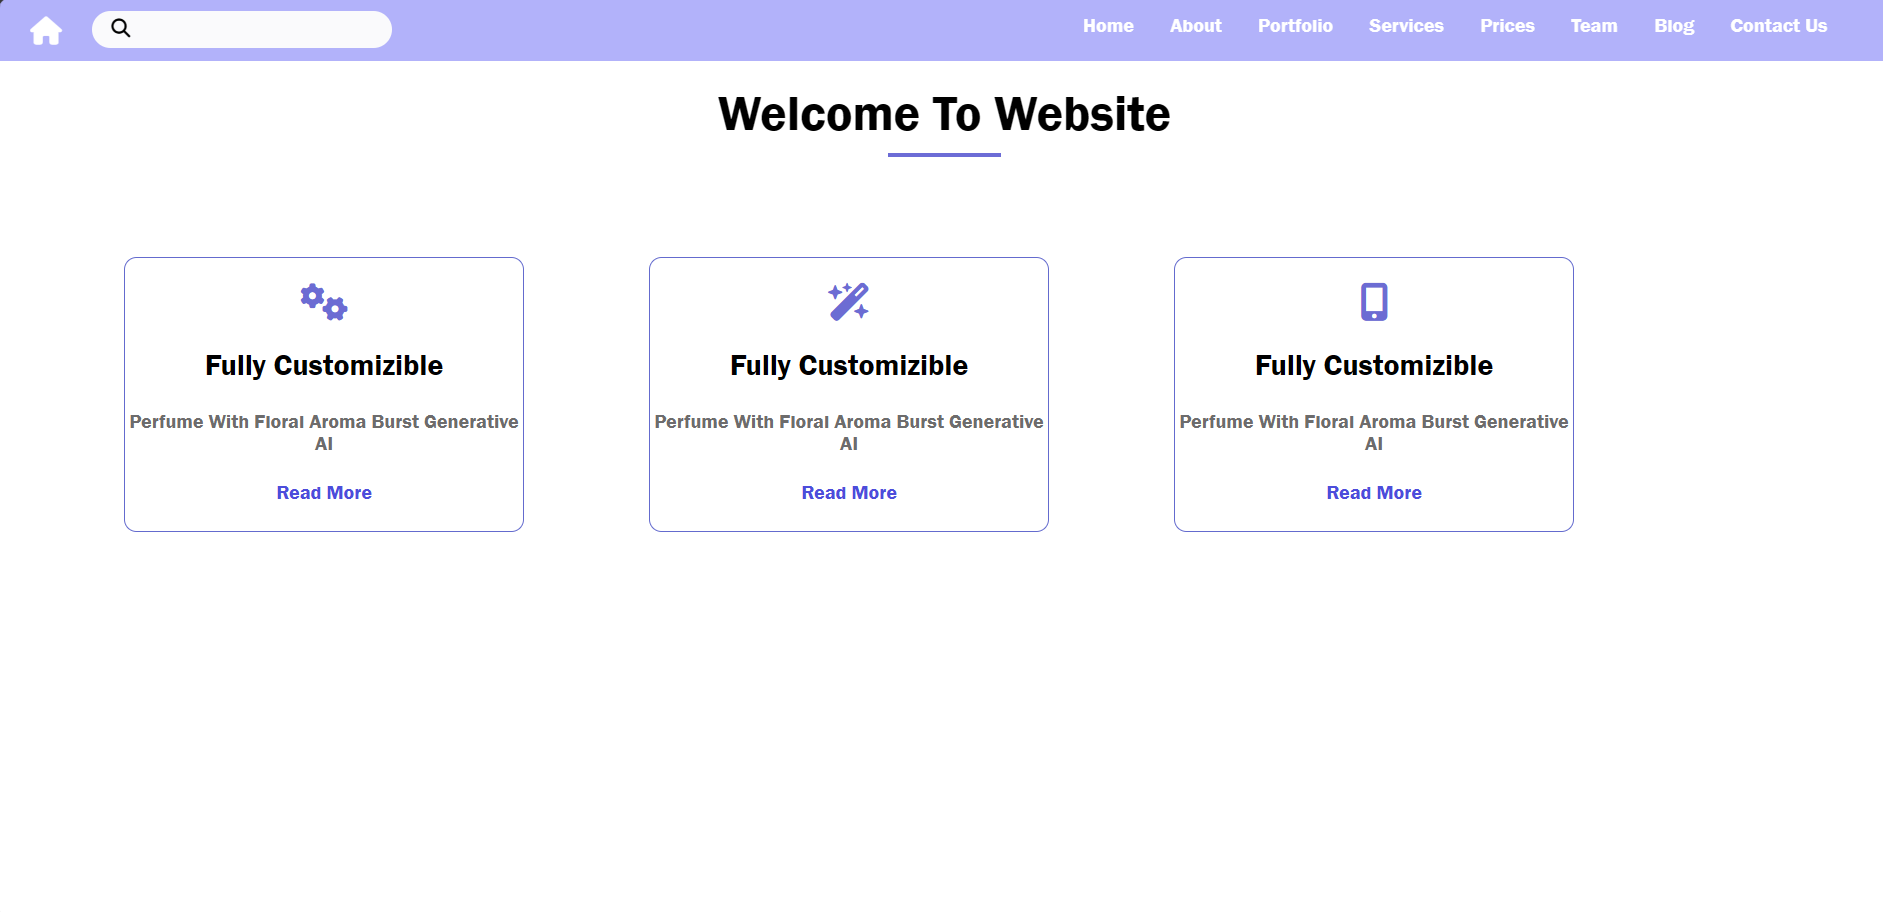 Home About Portfolio Services Prices Team Blog Contact Us
Welcome To Website
Fully Customizible
Perfume With Floral Aroma Burst Generative
AI
Read More
Fully Customizible
Perfume With Floral Aroma Burst Generative
AI
Read More
Fully Customizible
Perfume With Floral Aroma Burst Generative
AI
Read More